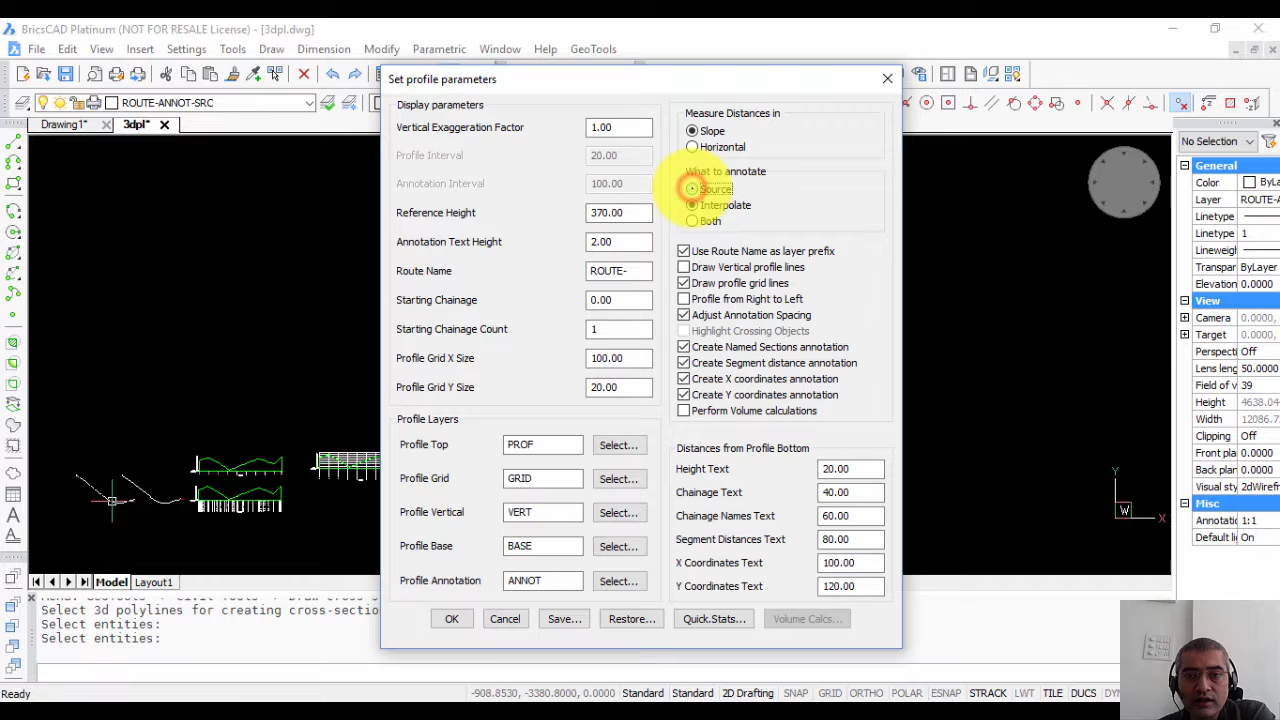 BricsCAD Platinum (NOT FOR RESALE License) - [3dpl.dwg]
File Edit View Insert Settings Tools Draw Dimension Modify Parametric Window Help GeoTools
ROUTE-ANNOT-SRC
Drawing1* 3dpl*
Set profile parameters
Display parameters
Vertical Exaggeration Factor 1.00
Profile Interval 20.00
Annotation Interval 100.00
Reference Height 370.00
Annotation Text Height 2.00
Route Name ROUTE-
Starting Chainage 0.00
Starting Chainage Count 1
Profile Grid X Size 100.00
Profile Grid Y Size 20.00
Profile Layers
Profile Top PROF Select...
Profile Grid GRID Select...
Profile Vertical VERT Select...
Profile Base BASE Select...
Profile Annotation ANNOT Select...
Measure Distances in
Slope
Horizontal
What to annotate
Source
Interpolate
Both
Use Route Name as layer prefix
Draw Vertical profile lines
Draw profile grid lines
Profile from Right to Left
Adjust Annotation Spacing
Highlight Crossing Objects
Create Named Sections annotation
Create Segment distance annotation
Create X coordinates annotation
Create Y coordinates annotation
Perform Volume calculations
Distances from Profile Bottom
Height Text 20.00
Chainage Text 40.00
Chainage Names Text 60.00
Segment Distances Text 80.00
X Coordinates Text 100.00
Y Coordinates Text 120.00
OK Cancel Save... Restore... Quick.Stats... Volume Calcs...
No Selection
General
Color ByLa
Layer ROUTE-A
Linetype
Linetype 1
Lineweig
Transpar ByLayer
Elevation 0.0000
View
Camera 0.0000,
Target 0.0000,
Perspecti Off
Lens leng 50.0000
Field of v 39
Height 4638.04
Width 12086.7
Clipping Off
Front plan
Back plan
Visual sty 2dWirefr
Misc
Annotatio 1:1
Default lig On
Y
W X
Model Layout1
Select 3d polylines for creating cross-sectio
Select entities:
Select entities:
Ready
-908.8530, -3380.8000, 0.0000 Standard Standard 2D Drafting SNAP GRID ORTHO POLAR ESNAP STRACK LWT TILE DUCS DYN